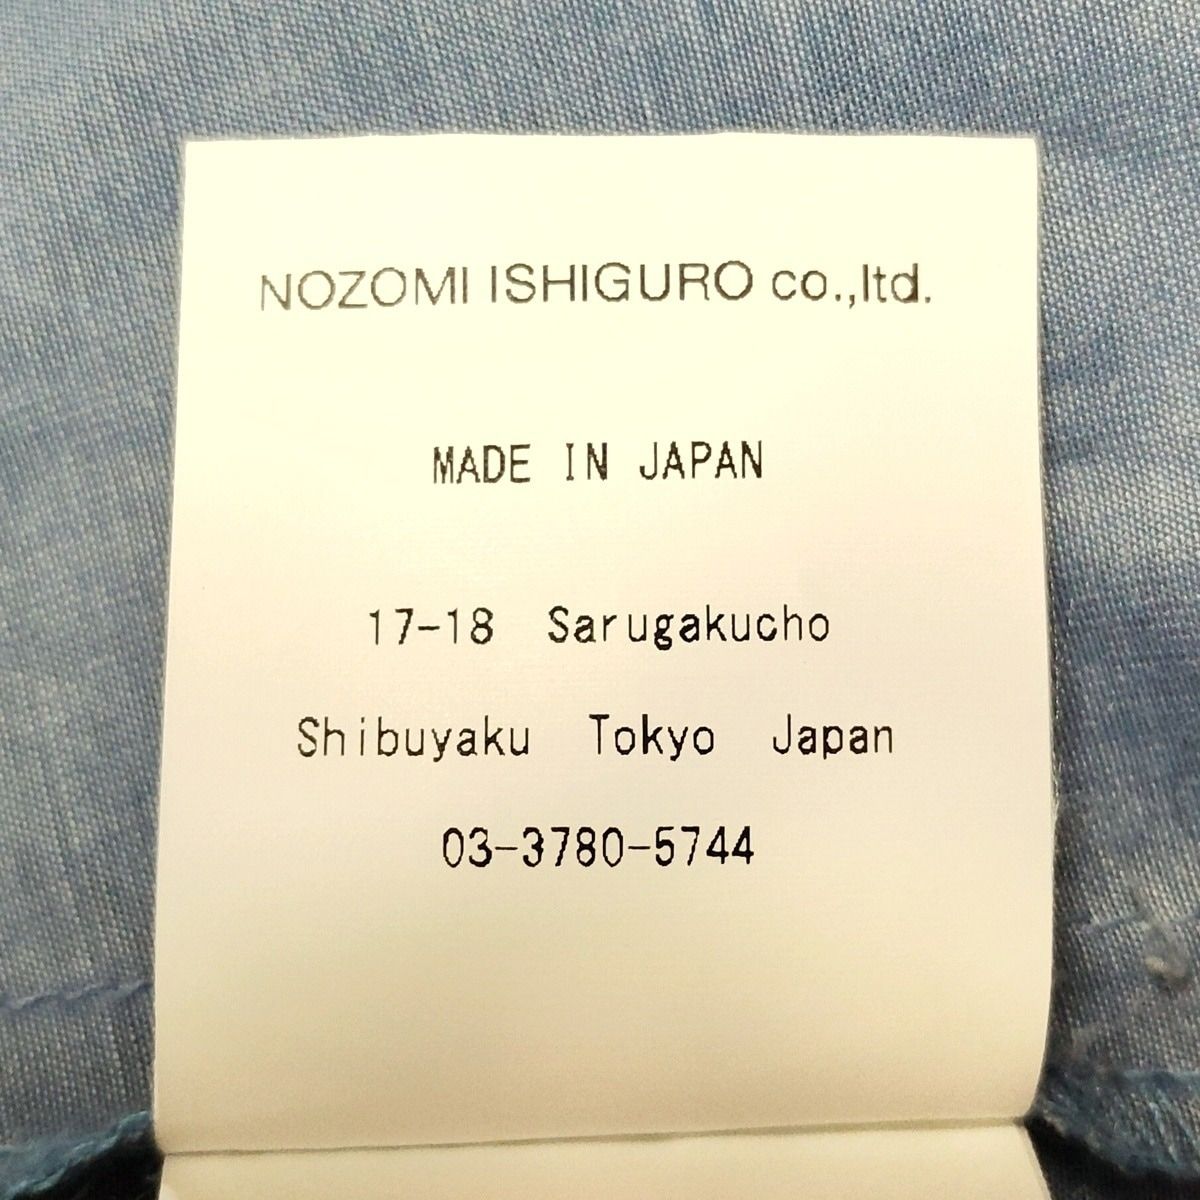 NOZOMI ISHIGURO co.,ltd.
MADE IN JAPAN
17-18 Sarugakucho
Shibuyaku Tokyo Japan
03-3780-5744